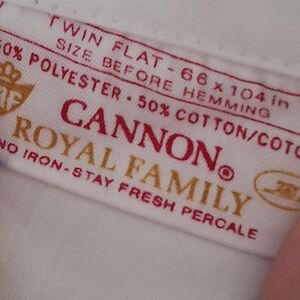 TWIN FLAT - 66 x 104 in
SIZE BEFORE HEMMING
50% POLYESTER • 50% COTTON/COTO
CANNON®
ROYAL FAMILY
NO IRON-STAY FRESH PERCALE